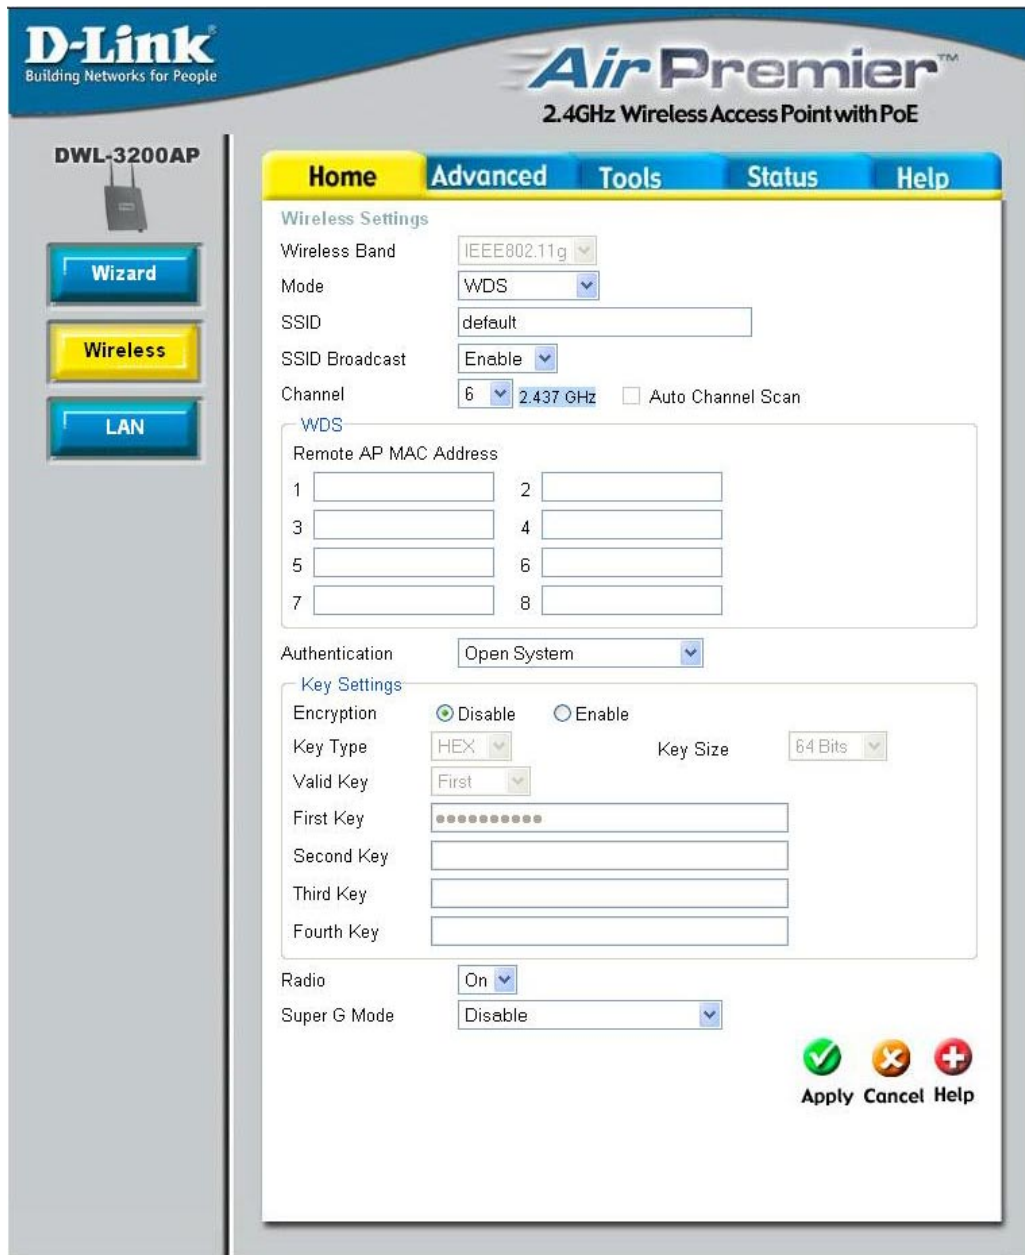 D-Link
Building Networks for People
Air Premier™
2.4GHz Wireless Access Point with PoE
DWL-3200AP
Home Advanced Tools Status Help
Wizard
Wireless
LAN
Wireless Settings
Wireless Band IEEE802.11g
Mode WDS
SSID default
SSID Broadcast Enable
Channel 6 2.437 GHz Auto Channel Scan
WDS
Remote AP MAC Address
1 2
3 4
5 6
7 8
Authentication Open System
Key Settings
Encryption Disable Enable
Key Type HEX Key Size 64 Bits
Valid Key First
First Key ●●●●●●●●●●
Second Key
Third Key
Fourth Key
Radio On
Super G Mode Disable
Apply Cancel Help